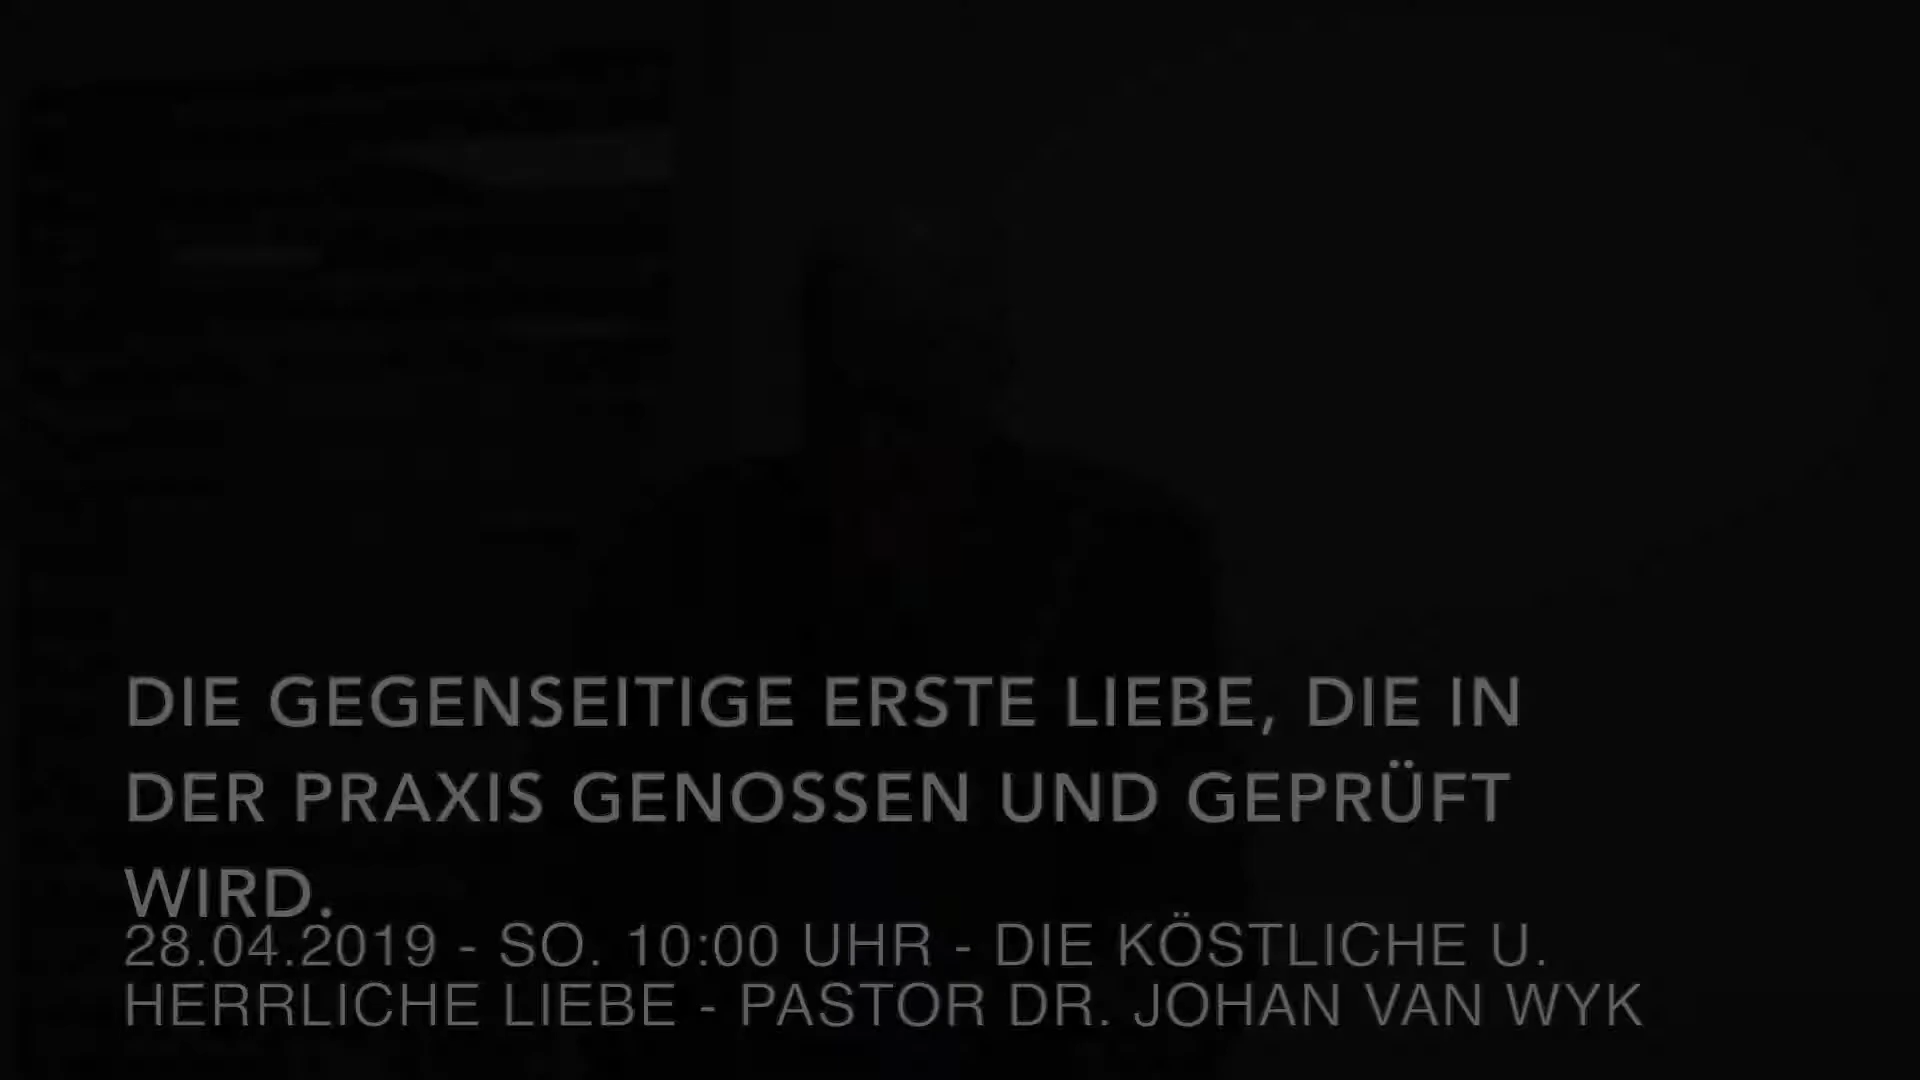 DIE GEGENSEITIGE ERSTE LIEBE, DIE IN
DER PRAXIS GENOSSEN UND GEPRÜFT
WIRD.
28.04.2019 - SO. 10:00 UHR - DIE KÖSTLICHE U.
HERRLICHE LIEBE - PASTOR DR. JOHAN VAN WYK